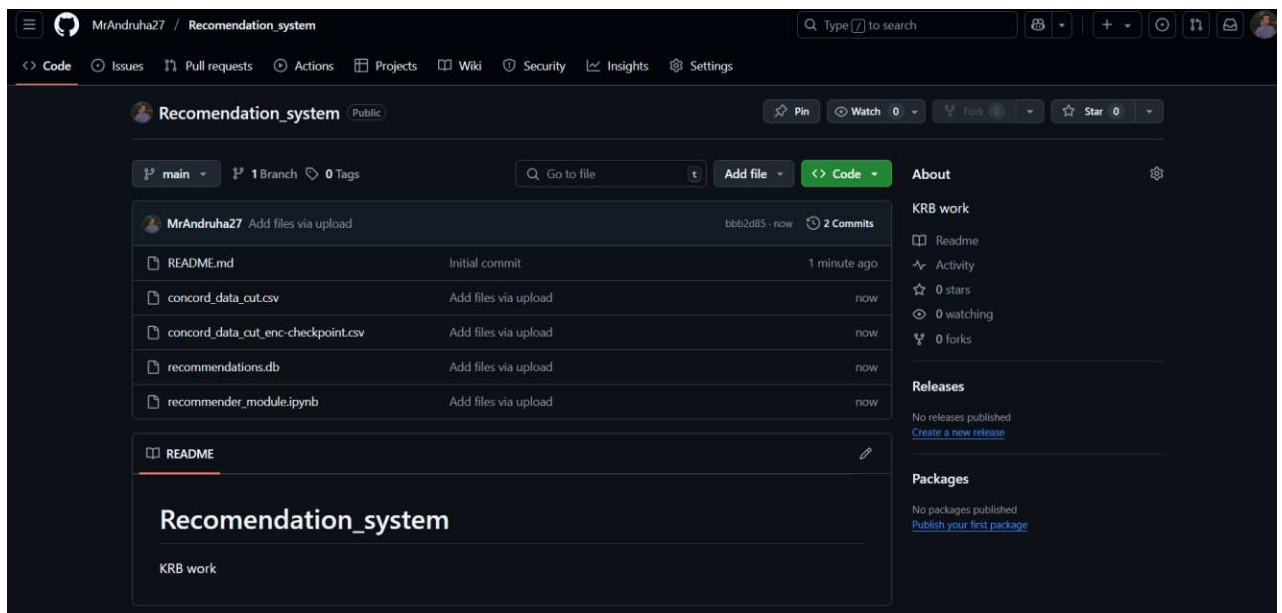 MrAndruha27 / Recomendation_system
Type / to search
Code Issues Pull requests Actions Projects Wiki Security Insights Settings
Recomendation_system Public
Pin Watch 0 Fork 0 Star 0
main 1 Branch 0 Tags Go to file t Add file Code
MrAndruha27 Add files via upload bbb2d85 · now 2 Commits
README.md Initial commit 1 minute ago
concord_data_cut.csv Add files via upload now
concord_data_cut_enc-checkpoint.csv Add files via upload now
recommendations.db Add files via upload now
recommender_module.ipynb Add files via upload now
README
Recomendation_system
KRB work
About
KRB work
Readme
Activity
0 stars
0 watching
0 forks
Releases
No releases published
Create a new release
Packages
No packages published
Publish your first package